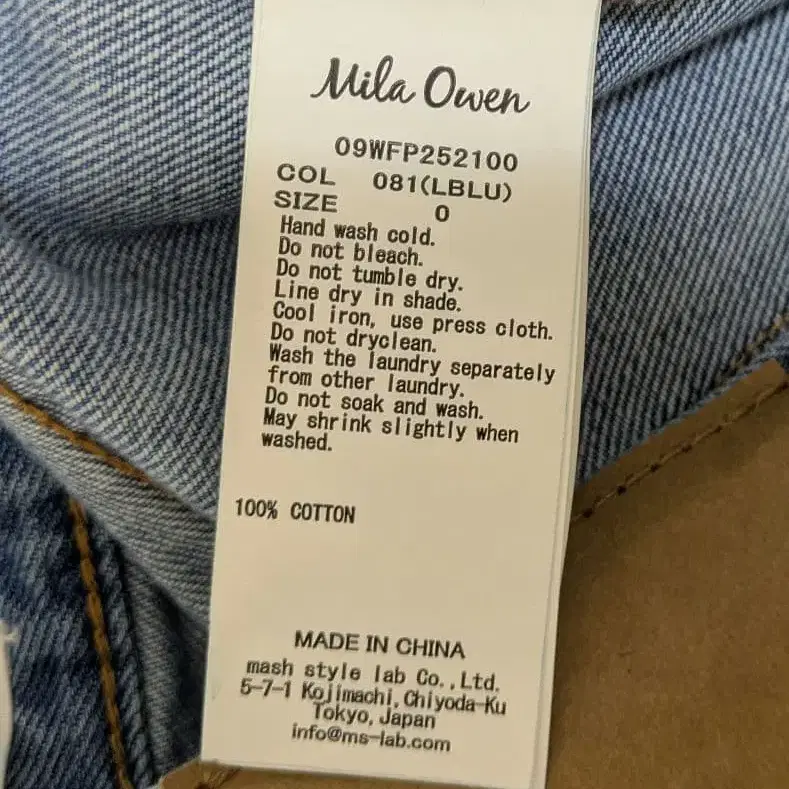 Mila Owen
09WFP252100
COL 081(LBLU)
SIZE 0
Hand wash cold.
Do not bleach.
Do not tumble dry.
Line dry in shade.
Cool iron, use press cloth.
Do not dryclean.
Wash the laundry separately
from other laundry.
Do not soak and wash.
May shrink slightly when
washed.
100% COTTON
MADE IN CHINA
mash style lab Co.,Ltd.
5-7-1 Kojimachi,Chiyoda-Ku
Tokyo,Japan
info@ms-lab.com